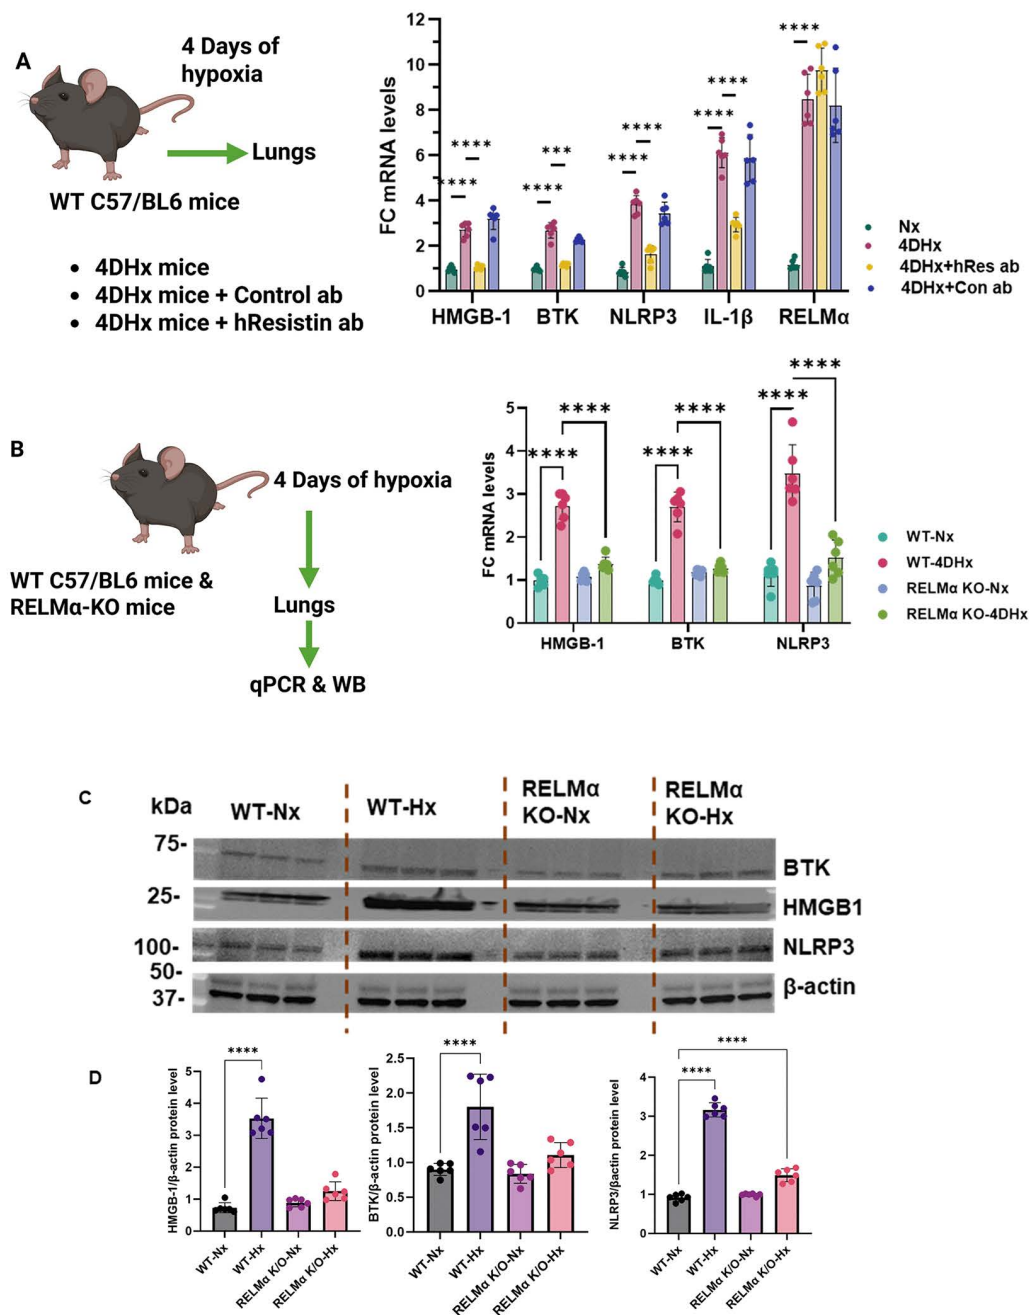 A
4 Days of
hypoxia
Lungs
WT C57/BL6 mice
• 4DHx mice
• 4DHx mice + Control ab
• 4DHx mice + hResistin ab
FC mRNA levels
12
10
8
6
4
2
0
**** **** **** *** **** **** **** **** ****
HMGB-1 BTK NLRP3 IL-1β RELMα
Nx
4DHx
4DHx+hRes ab
4DHx+Con ab
B
4 Days of hypoxia
WT C57/BL6 mice &
RELMα-KO mice
Lungs
qPCR & WB
FC mRNA levels
5
4
3
2
1
0
**** **** **** **** **** ****
HMGB-1 BTK NLRP3
WT-Nx
WT-4DHx
RELMα KO-Nx
RELMα KO-4DHx
C
kDa
WT-Nx
WT-Hx
RELMα
KO-Nx
RELMα
KO-Hx
75-
BTK
25-
HMGB1
100-
NLRP3
50-
37-
β-actin
D
HMGB-1/β-actin protein level
5
4
3
2
1
0
****
WT-Nx
WT-Hx
RELMα K/O-Nx
RELMα K/O-Hx
BTK/β-actin protein level
2.5
2.0
1.5
1.0
0.5
0.0
****
WT-Nx
WT-Hx
RELMα K/O-Nx
RELMα K/O-Hx
NLRP3/βactin protein level
4
3
2
1
0
****
****
WT-Nx
WT-Hx
RELMα K/O-Nx
RELMα K/O-Hx